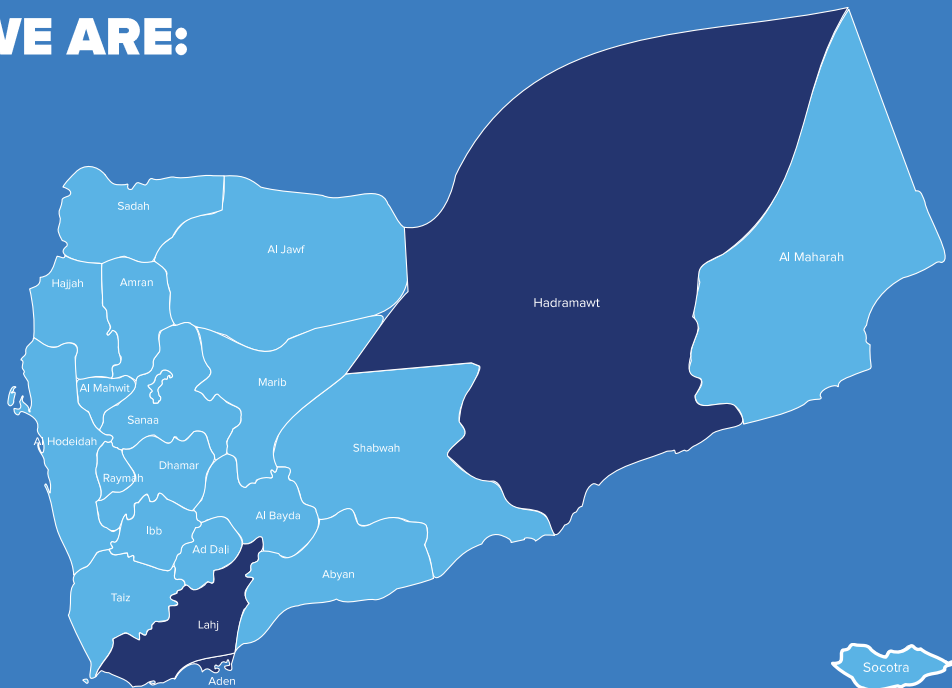 WE ARE:
Sadah
Al Jawf
Hajjah
Amran
Al Maharah
Hadramawt
Al Mahwit
Marib
Sanaa
Al Hodeidah
Shabwah
Dhamar
Raymah
Al Bayda
Ibb
Ad Dali
Abyan
Taiz
Lahj
Socotra
Aden